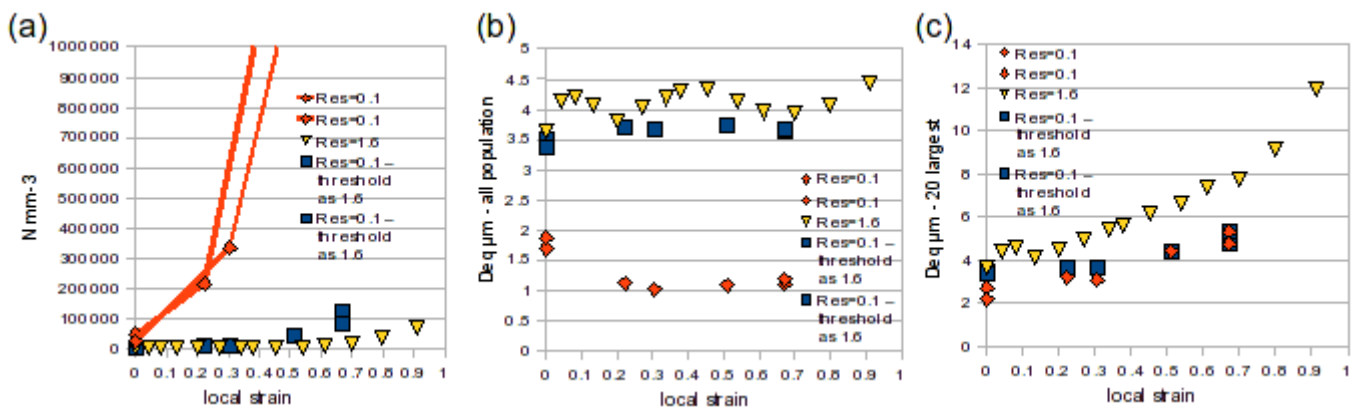 (a)
1000000
900000
800000
700000
600000
500000
400000
300000
200000
100000
0
Nmm-3
Res=0.1
Res=0.1
Res=1.6
Res=0.1 –
threshold
as 1.6
Res=0.1 –
threshold
as 1.6
0 0.1 0.2 0.3 0.4 0.5 0.6 0.7 0.8 0.9 1
local strain
(b)
5
4.5
4
3.5
3
2.5
2
1.5
1
0.5
0
Deq µm - all population
Res=0.1
Res=0.1
Res=1.6
Res=0.1 –
threshold
as 1.6
Res=0.1 –
threshold
as 1.6
0 0.1 0.2 0.3 0.4 0.5 0.6 0.7 0.8 0.9 1
local strain
(c)
14
12
10
8
6
4
2
0
Deq µm - 20 largest
Res=0.1
Res=0.1
Res=1.6
Res=0.1 –
threshold
as 1.6
Res=0.1 –
threshold
as 1.6
0 0.1 0.2 0.3 0.4 0.5 0.6 0.7 0.8 0.9 1
local strain